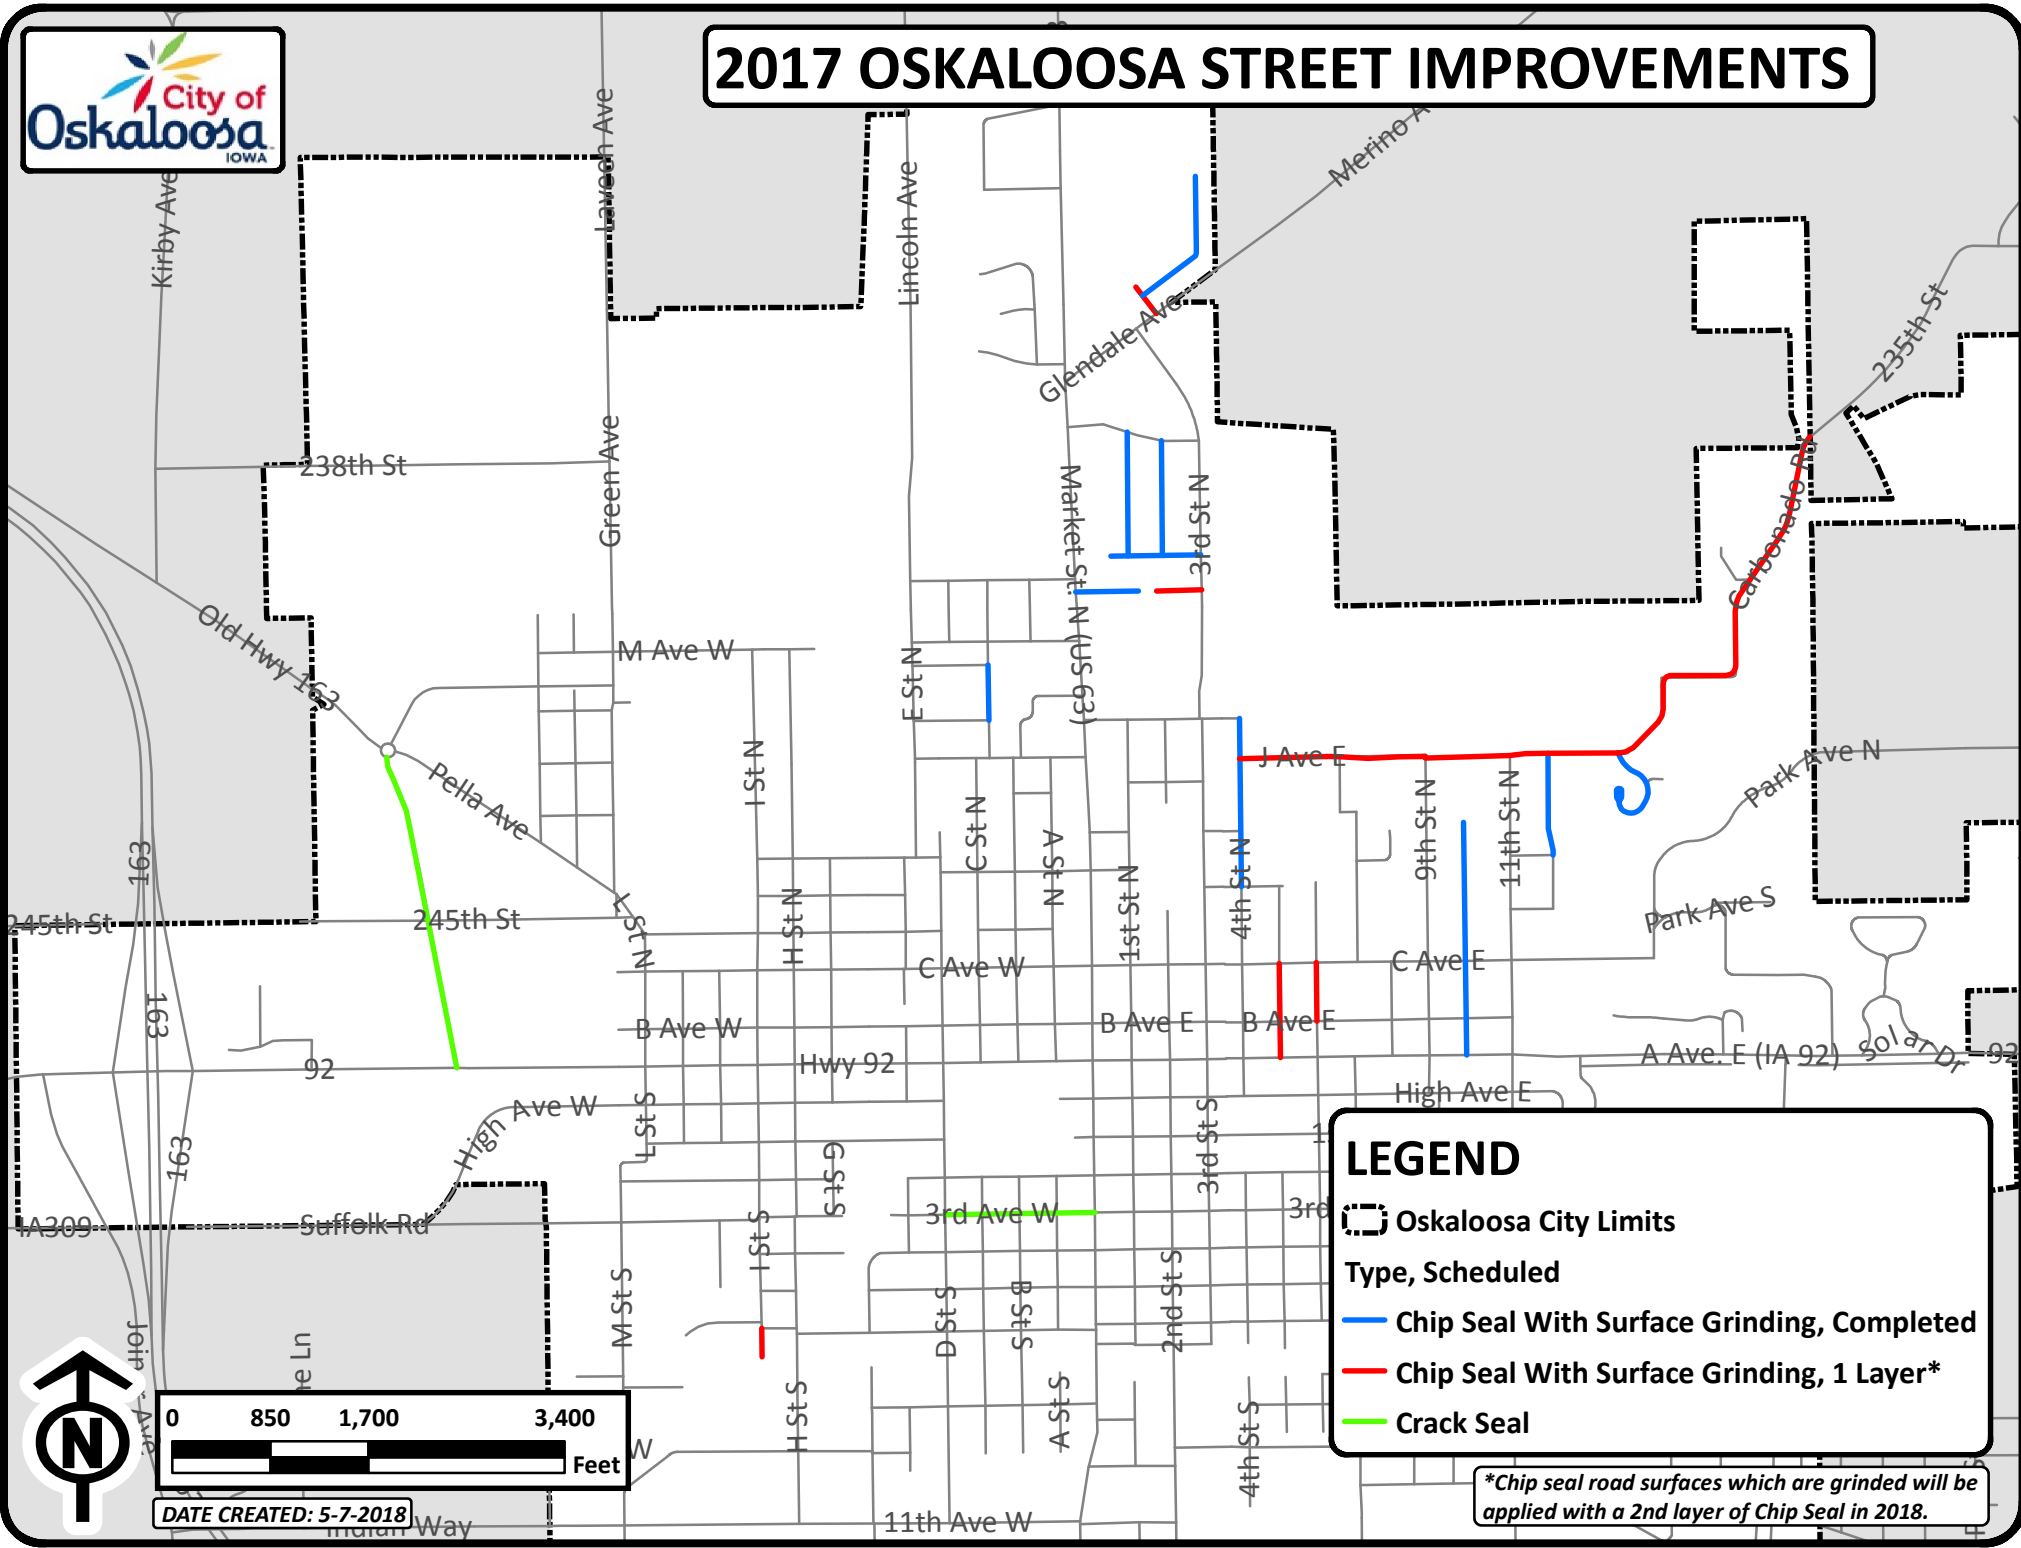 2017 OSKALOOSA STREET IMPROVEMENTS
City of
Oskaloosa
IOWA
Kirby Ave
Laveen Ave
Lincoln Ave
Merino A
Glendale Ave
235th St
238th St
Green Ave
Market St. N (US 63)
3rd St N
Carbonado Rd
Old Hwy 163
M Ave W
E St N
J Ave E
Park Ave N
Pella Ave
I St N
C St N
A St N
9th St N
11th St N
163
245th St
245th St
L St N
H St N
1st St N
4th St N
Park Ave S
C Ave W
C Ave E
163
B Ave W
B Ave E
B Ave E
92
Hwy 92
A Ave. E (IA 92)
Solar Dr
92
High Ave W
L St S
High Ave E
163
G St S
3rd St S
IA309
Suffolk Rd
I St S
3rd Ave W
3rd
M St S
D St S
B St S
2nd St S
H St S
A St S
4th St S
ne Ln
W
11th Ave W
Indian Way
LEGEND
Oskaloosa City Limits
Type, Scheduled
Chip Seal With Surface Grinding, Completed
Chip Seal With Surface Grinding, 1 Layer*
Crack Seal
*Chip seal road surfaces which are grinded will be
applied with a 2nd layer of Chip Seal in 2018.
N
0 850 1,700 3,400
Feet
DATE CREATED: 5-7-2018